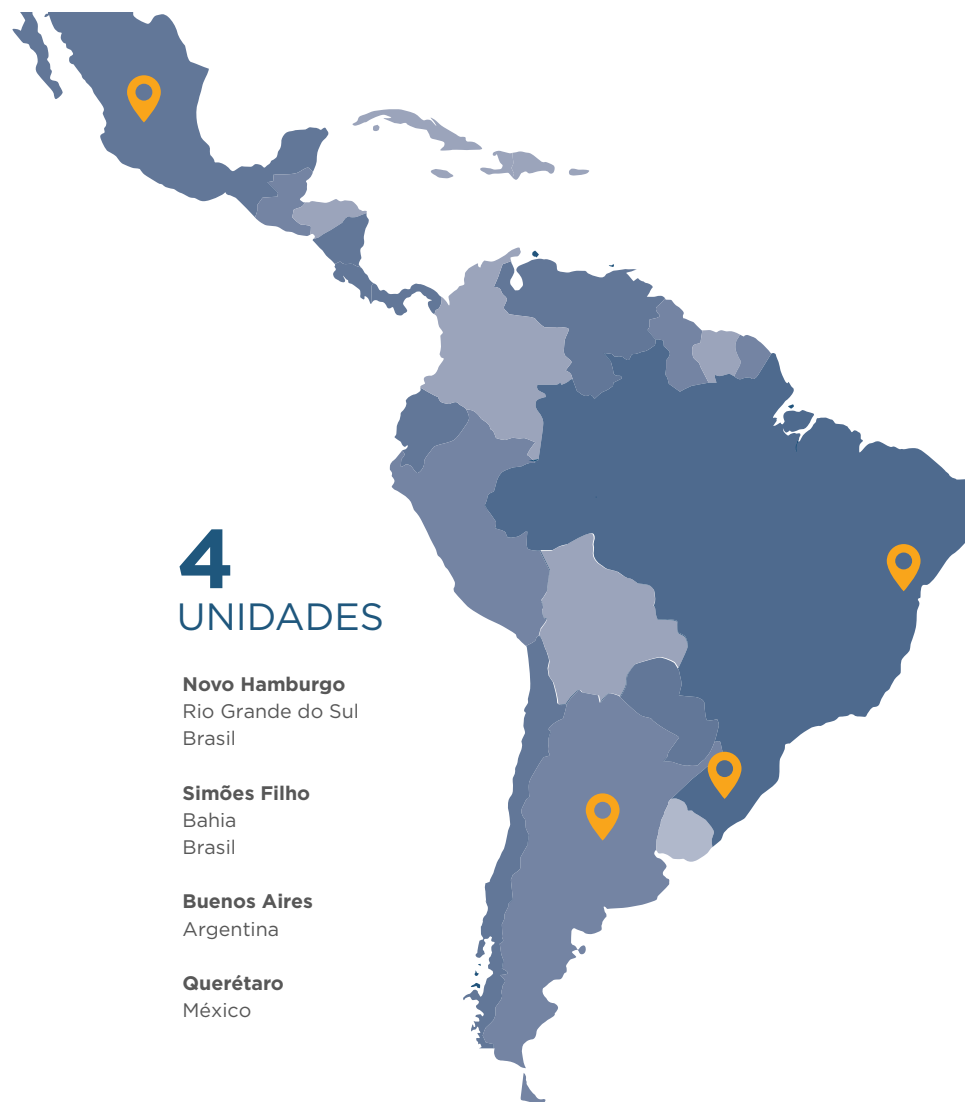 4
UNIDADES
Novo Hamburgo
Rio Grande do Sul
Brasil
Simões Filho
Bahia
Brasil
Buenos Aires
Argentina
Querétaro
México